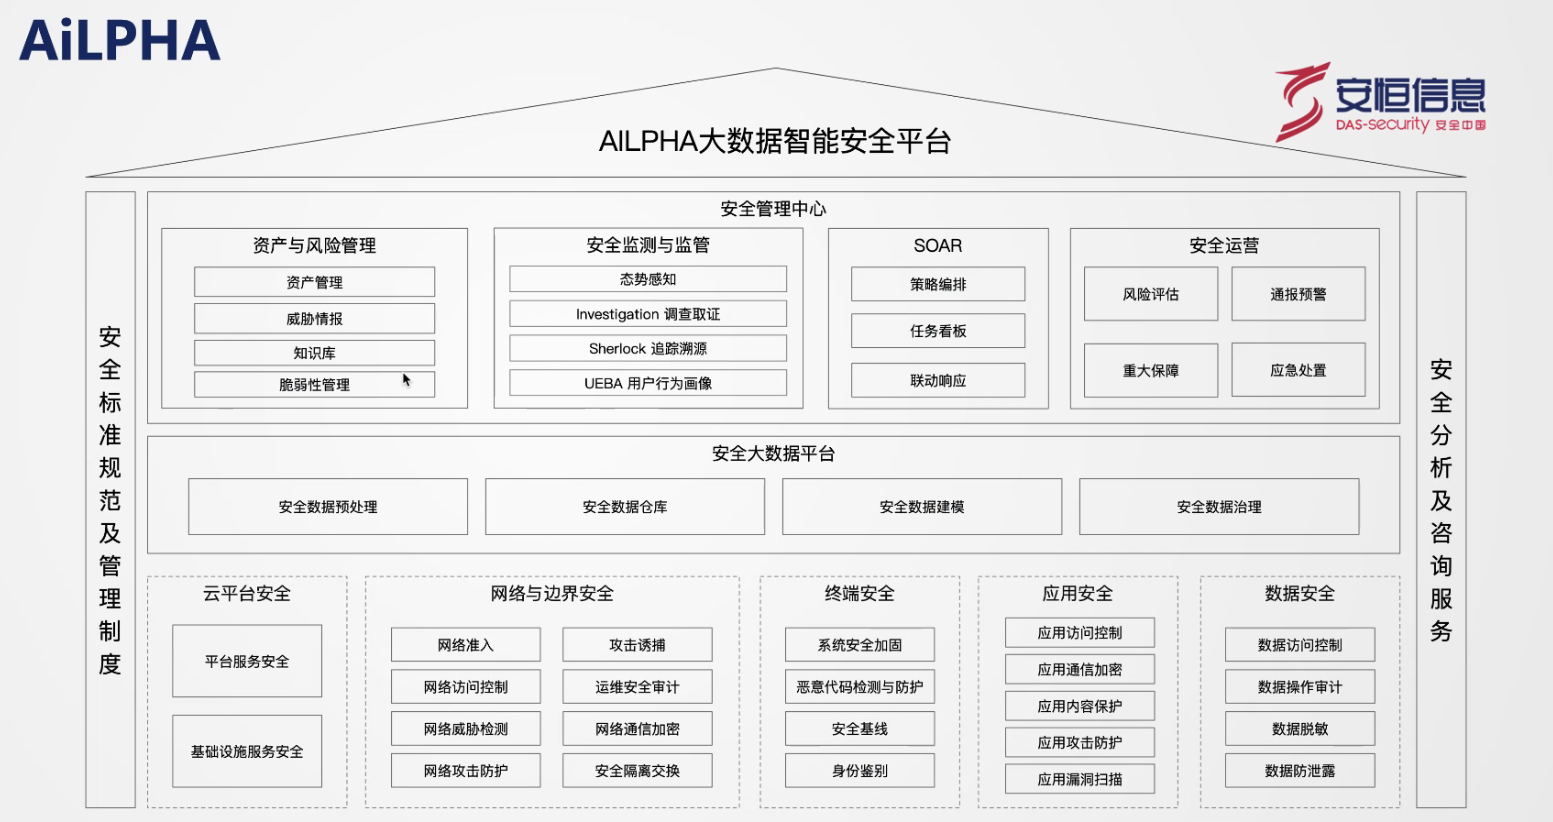 AiLPHA
安恒信息
DAS-security 安全中国
AILPHA大数据智能安全平台
安全标准规范及管理制度
安全管理中心
资产与风险管理
资产管理
威胁情报
知识库
脆弱性管理
安全监测与监管
态势感知
Investigation 调查取证
Sherlock 追踪溯源
UEBA 用户行为画像
SOAR
策略编排
任务看板
联动响应
安全运营
风险评估
通报预警
重大保障
应急处置
安全大数据平台
安全数据预处理
安全数据仓库
安全数据建模
安全数据治理
云平台安全
平台服务安全
基础设施服务安全
网络与边界安全
网络准入
攻击诱捕
网络访问控制
运维安全审计
网络威胁检测
网络通信加密
网络攻击防护
安全隔离交换
终端安全
系统安全加固
恶意代码检测与防护
安全基线
身份鉴别
应用安全
应用访问控制
应用通信加密
应用内容保护
应用攻击防护
应用漏洞扫描
数据安全
数据访问控制
数据操作审计
数据脱敏
数据防泄露
安全分析及咨询服务